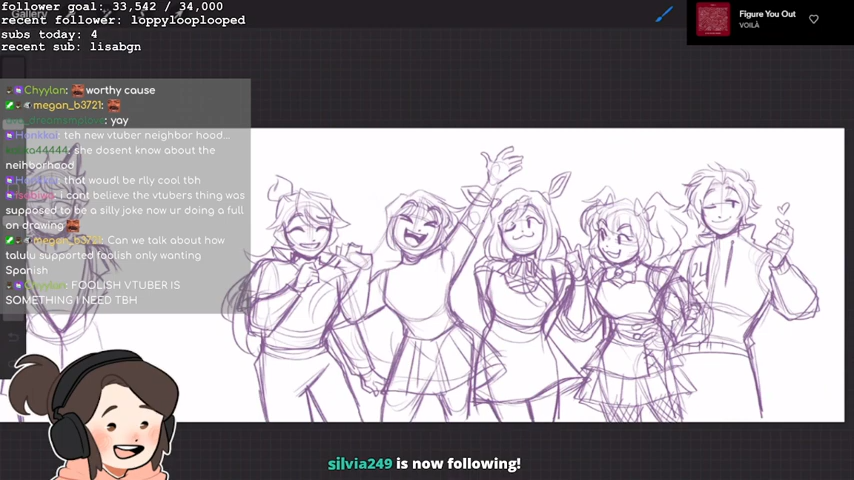 follower goal: 33,542 / 34,000
recent follower: loppylooplooped
subs today: 4
recent sub: lisabgn
Gallery
Figure You Out
VOILÀ
Chyylan: worthy cause
megan_b3721:
: yay
Honkkai: teh new vtuber neighbor hood...
44444: she dosent know about the
neihborhood
: that woudl be rlly cool tbh
: i cant believe the vtubers thing was
supposed to be a silly joke now ur doing a full
on drawing
megan_b3721: Can we talk about how
talulu supported foolish only wanting
Spanish
Chyylan: FOOLISH VTUBER IS
SOMETHING I NEED TBH
silvia249 is now following!